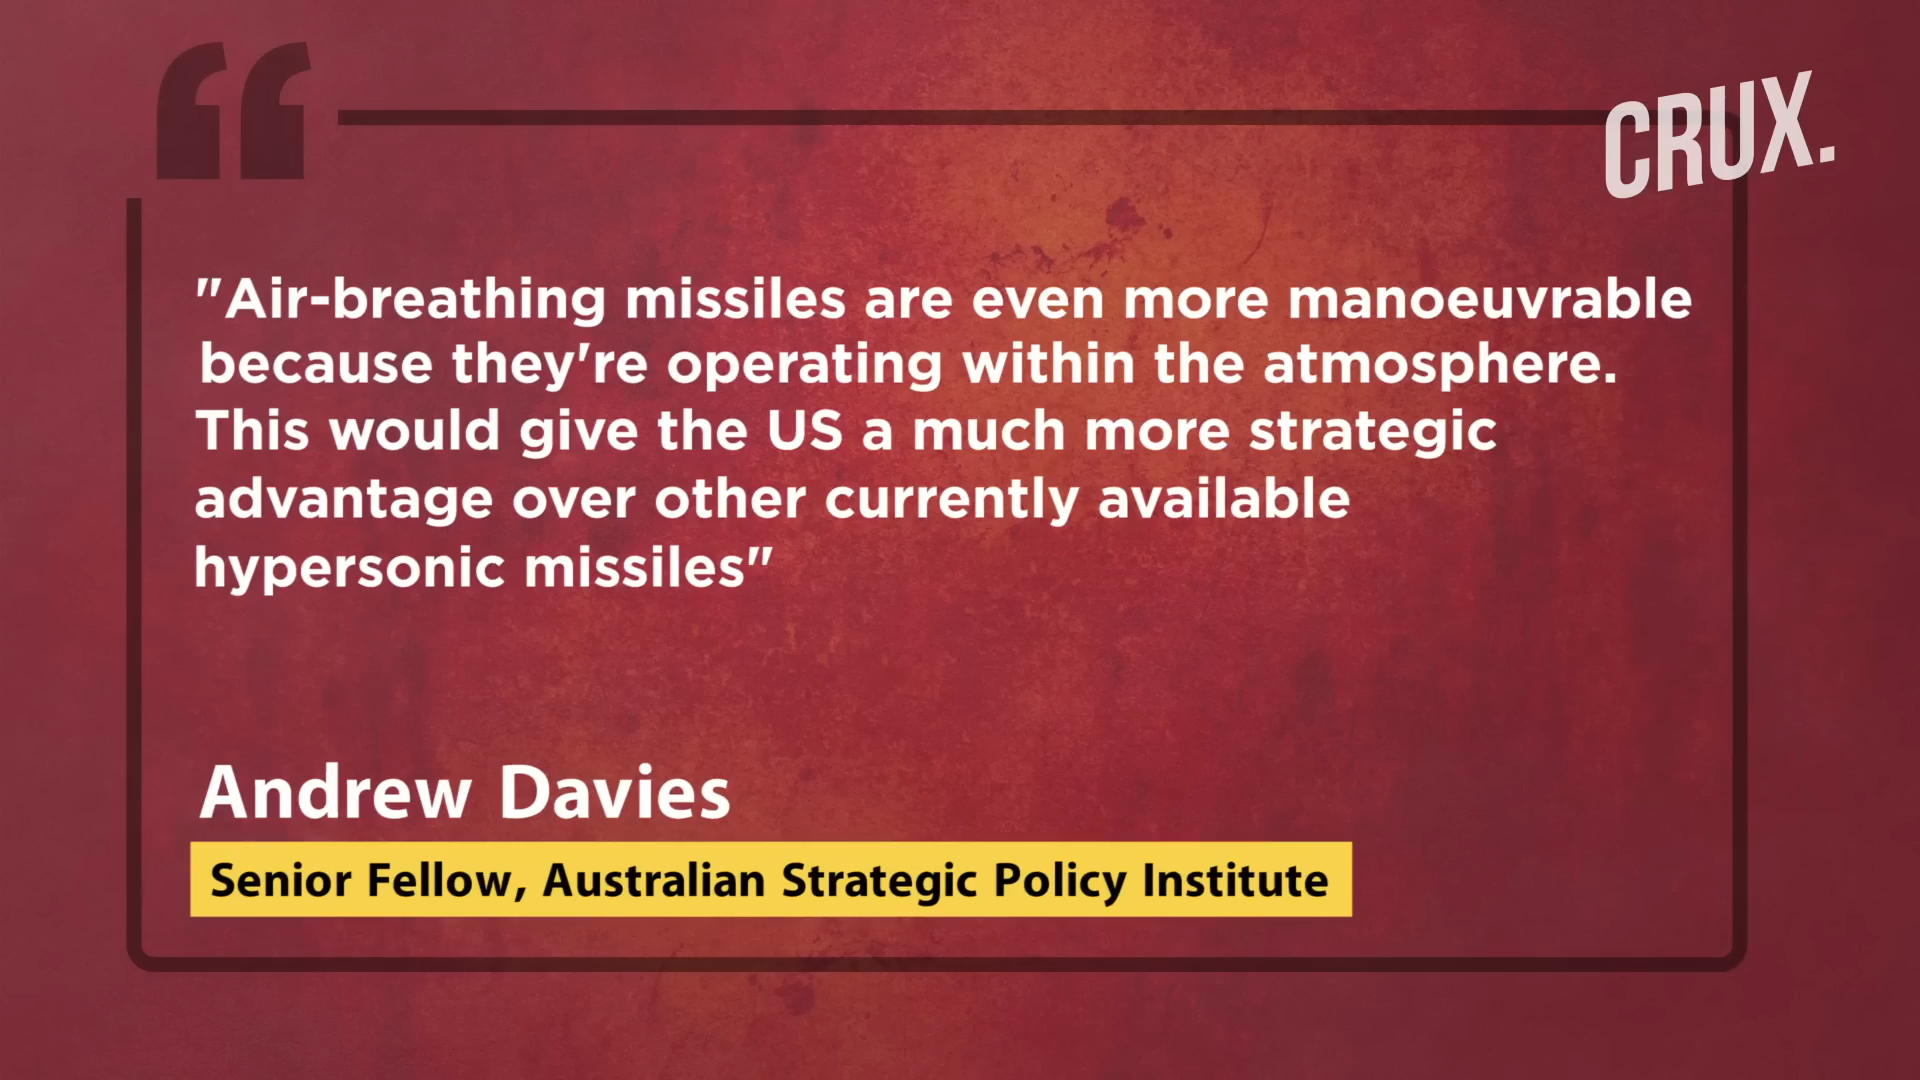 CRUX.
"Air-breathing missiles are even more manoeuvrable
because they're operating within the atmosphere.
This would give the US a much more strategic
advantage over other currently available
hypersonic missiles"
Andrew Davies
Senior Fellow, Australian Strategic Policy Institute